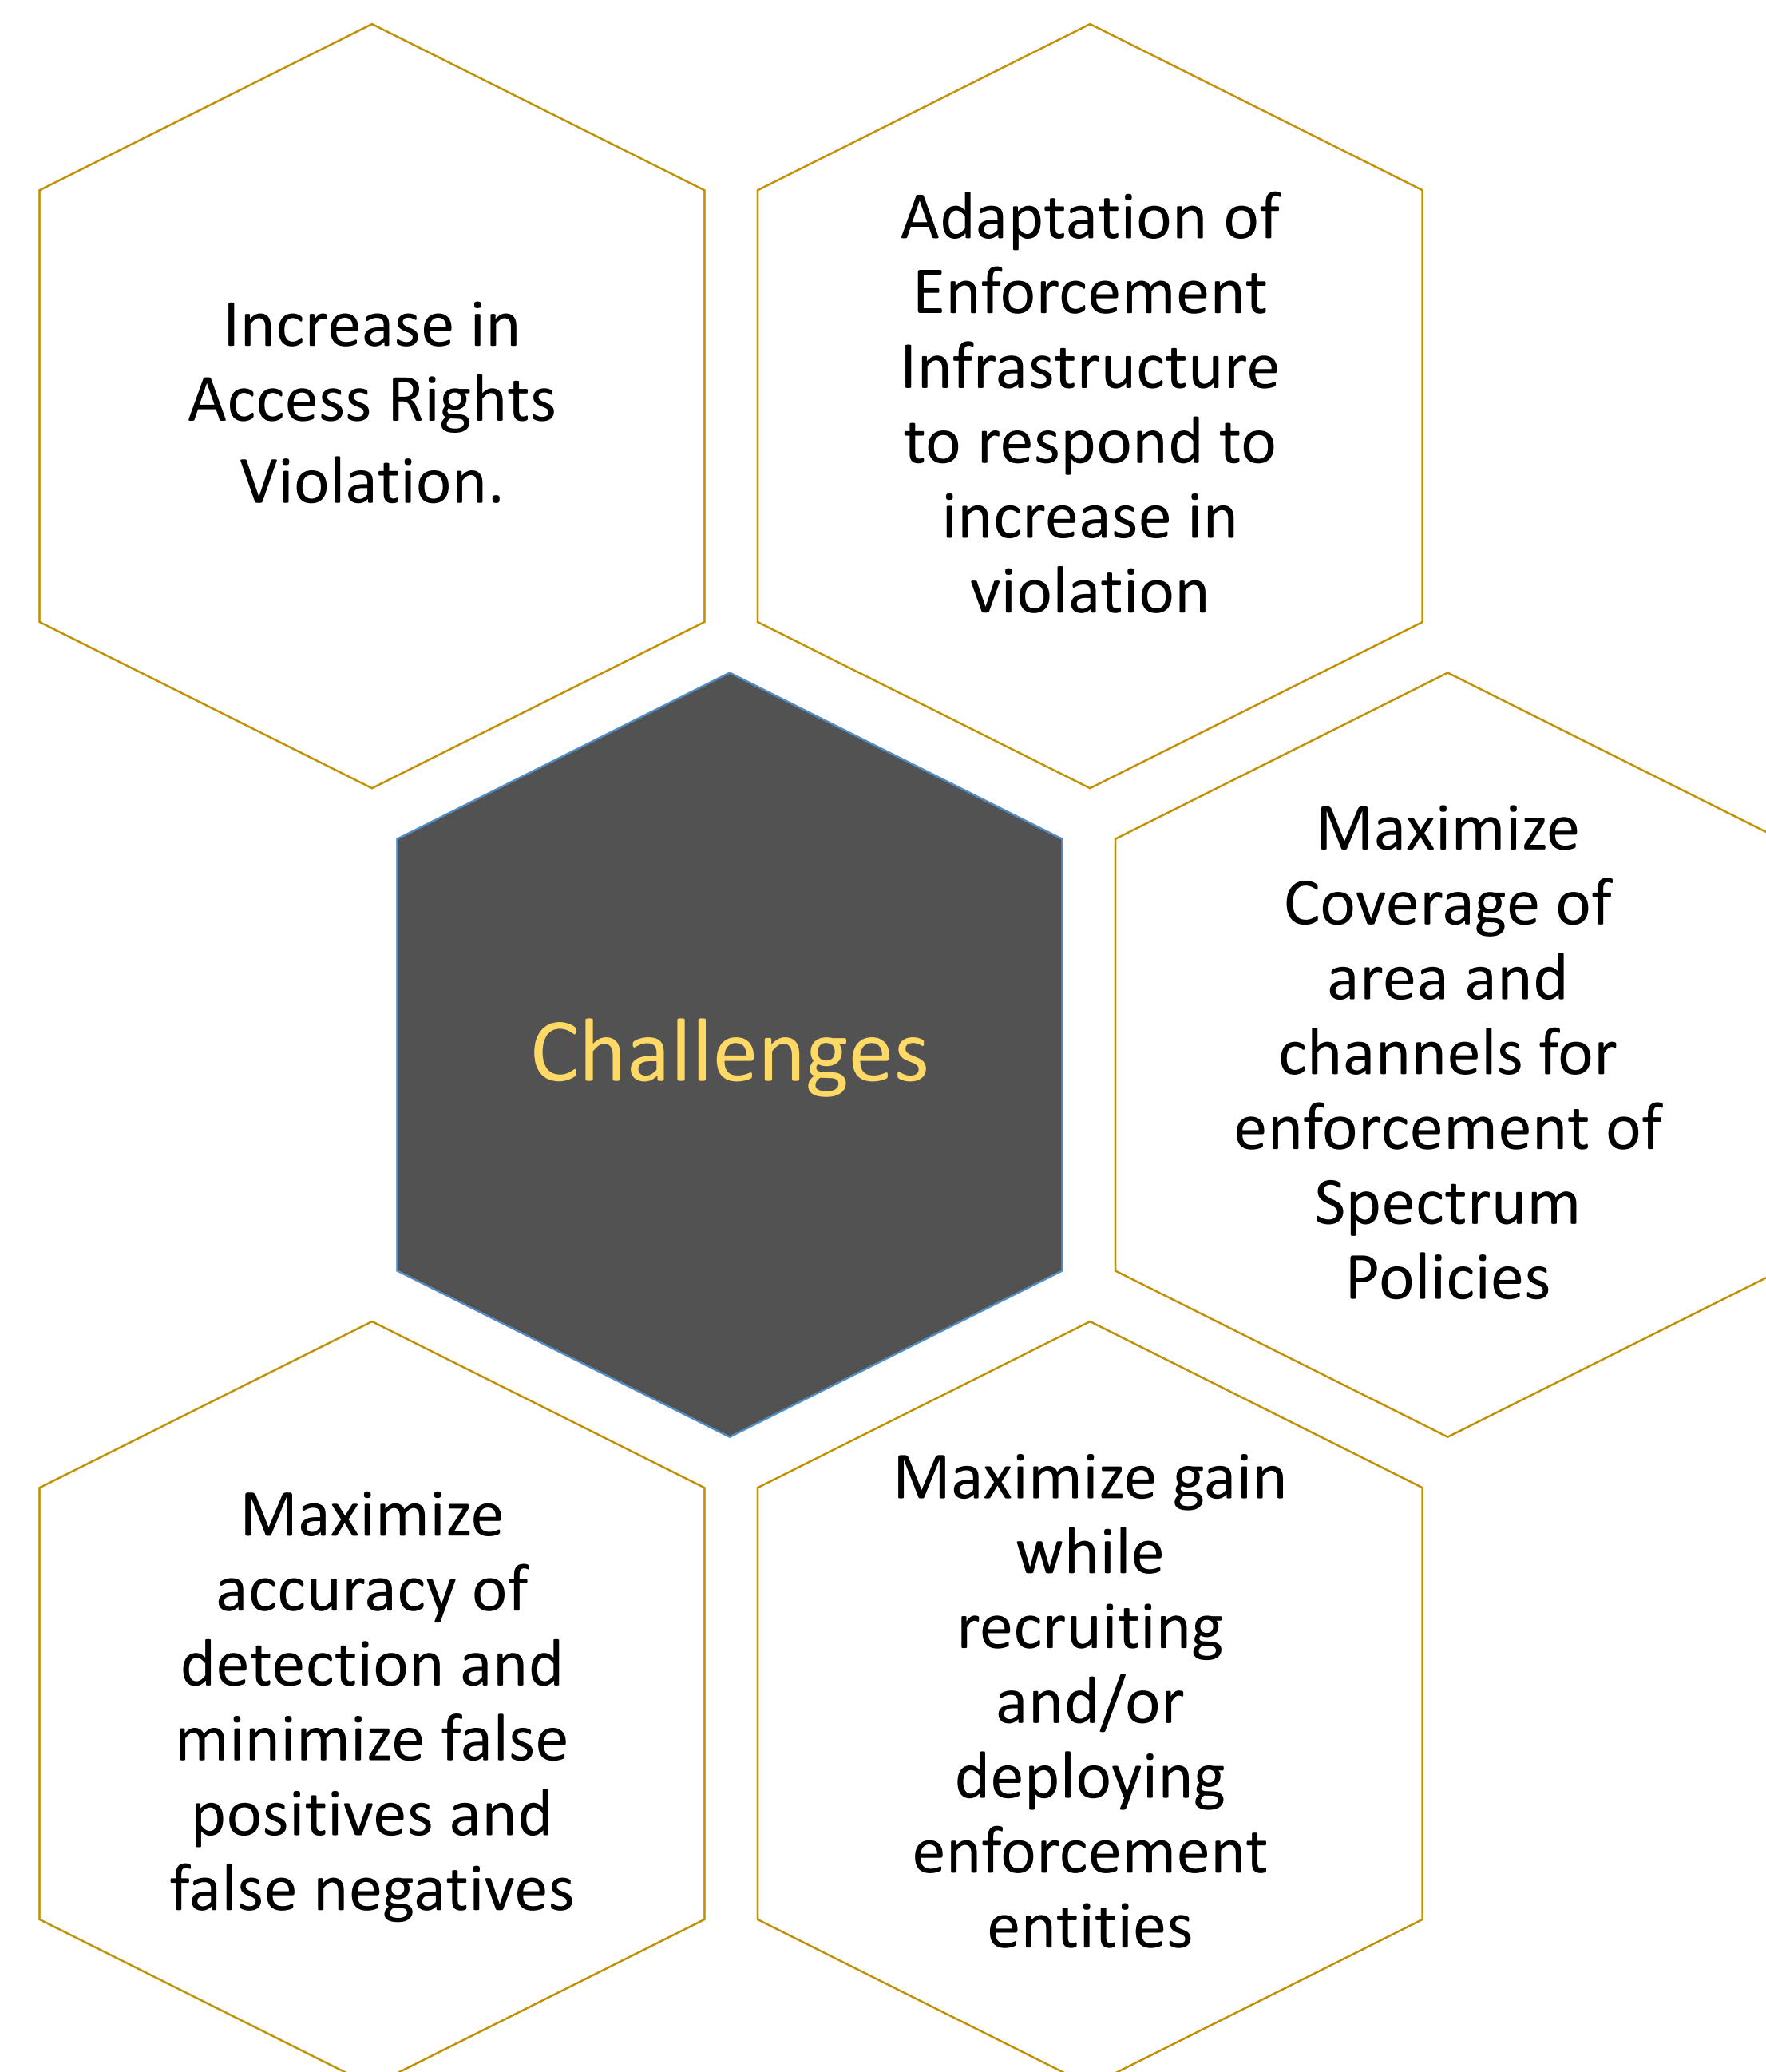 Increase in
Access Rights
Violation.
Adaptation of
Enforcement
Infrastructure
to respond to
increase in
violation
Challenges
Maximize
Coverage of
area and
channels for
enforcement of
Spectrum
Policies
Maximize
accuracy of
detection and
minimize false
positives and
false negatives
Maximize gain
while
recruiting
and/or
deploying
enforcement
entities